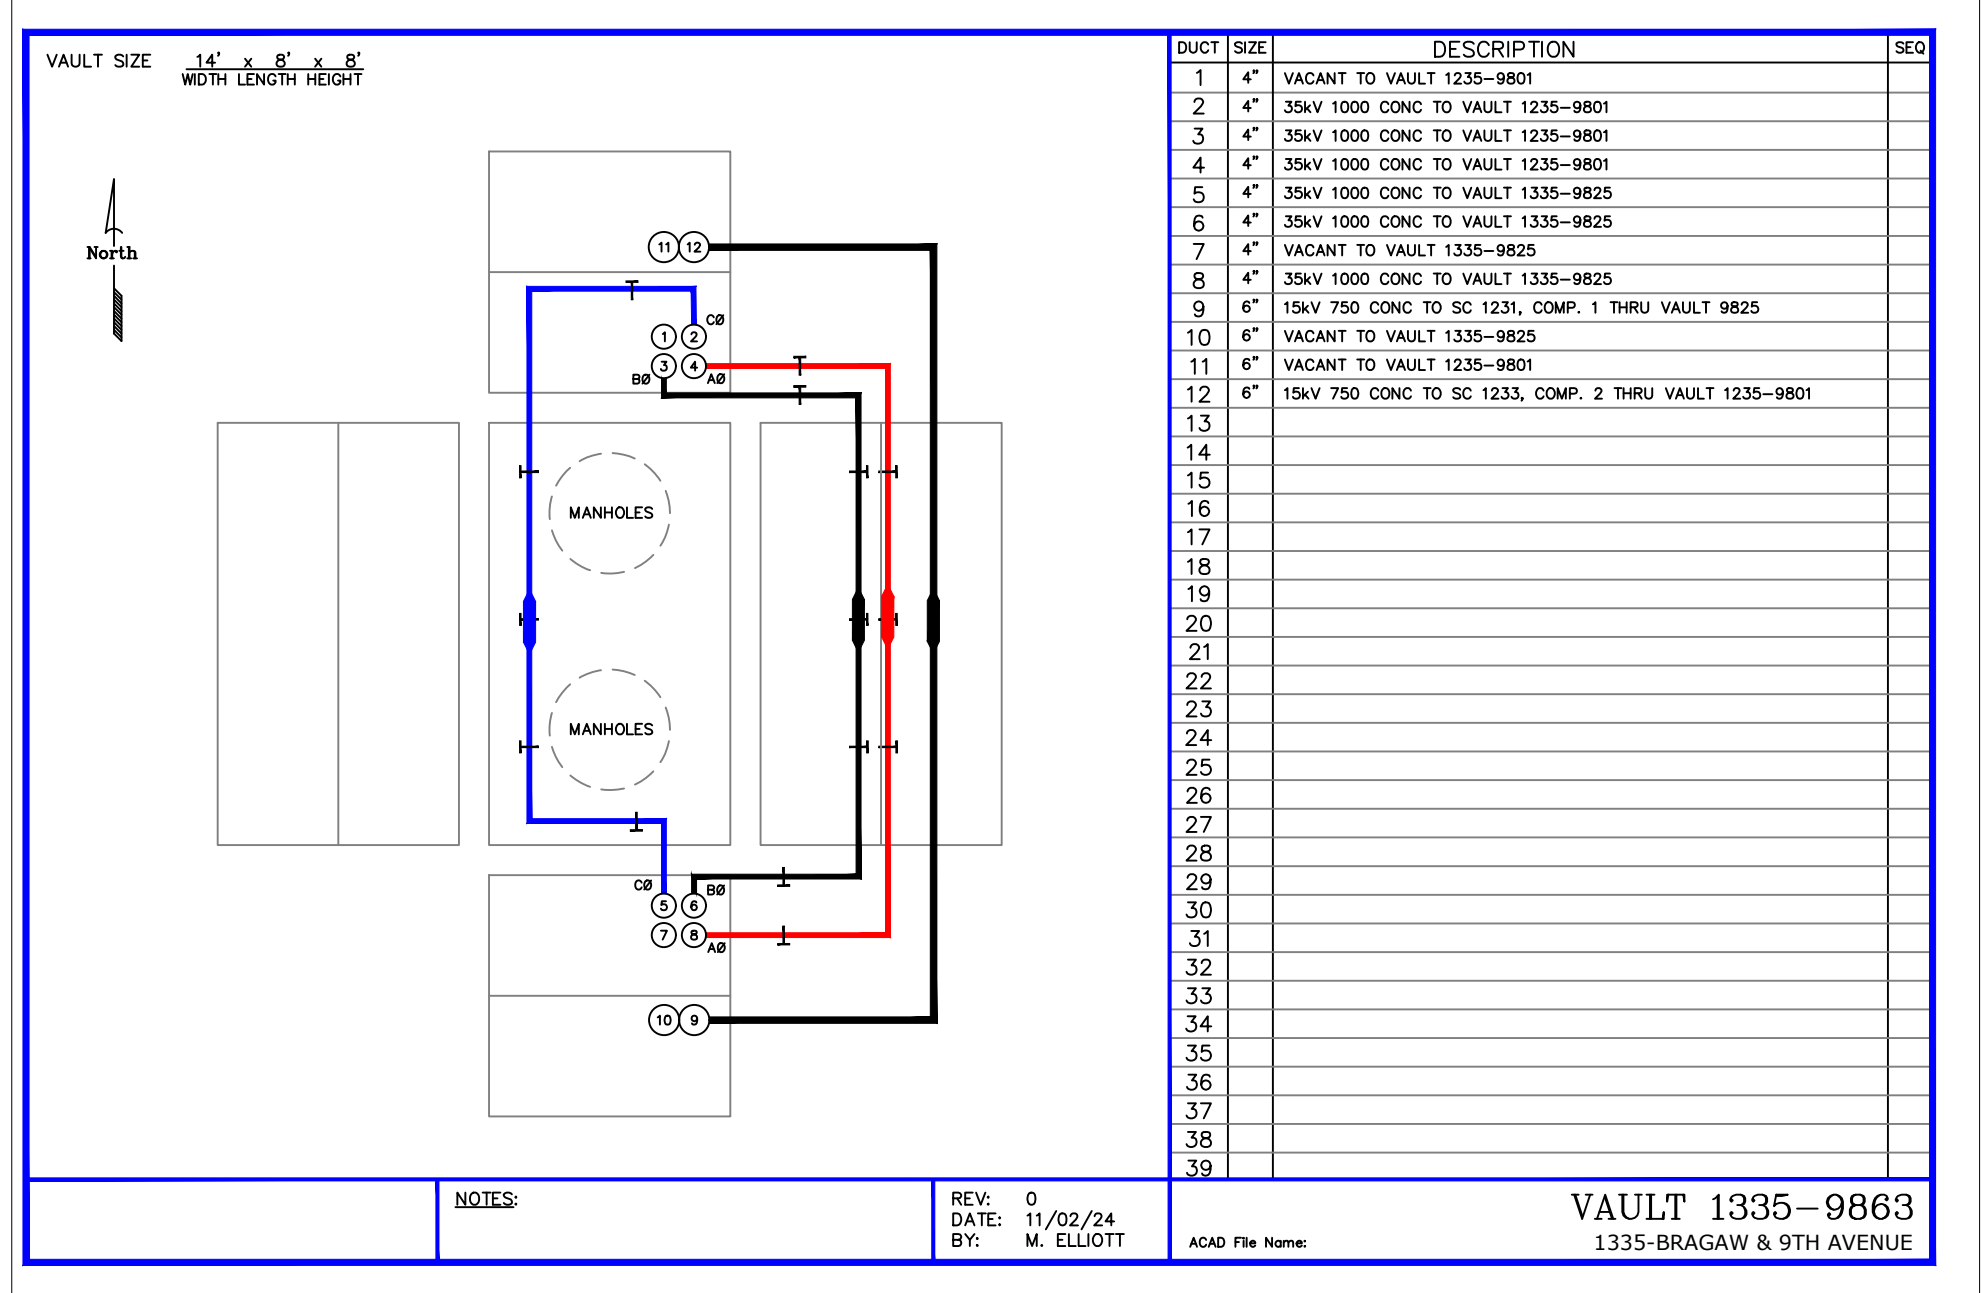 VAULT SIZE 14' x 8' x 8'
WIDTH LENGTH HEIGHT
North
11 12
CØ
1 2
3 4
BØ AØ
MANHOLES
MANHOLES
CØ BØ
5 6
7 8
AØ
10 9
DUCT SIZE DESCRIPTION SEQ
1 4" VACANT TO VAULT 1235-9801
2 4" 35kV 1000 CONC TO VAULT 1235-9801
3 4" 35kV 1000 CONC TO VAULT 1235-9801
4 4" 35kV 1000 CONC TO VAULT 1235-9801
5 4" 35kV 1000 CONC TO VAULT 1335-9825
6 4" 35kV 1000 CONC TO VAULT 1335-9825
7 4" VACANT TO VAULT 1335-9825
8 4" 35kV 1000 CONC TO VAULT 1335-9825
9 6" 15kV 750 CONC TO SC 1231, COMP. 1 THRU VAULT 9825
10 6" VACANT TO VAULT 1335-9825
11 6" VACANT TO VAULT 1235-9801
12 6" 15kV 750 CONC TO SC 1233, COMP. 2 THRU VAULT 1235-9801
13
14
15
16
17
18
19
20
21
22
23
24
25
26
27
28
29
30
31
32
33
34
35
36
37
38
39
NOTES:
REV: 0
DATE: 11/02/24
BY: M. ELLIOTT
VAULT 1335-9863
ACAD File Name: 1335-BRAGAW & 9TH AVENUE